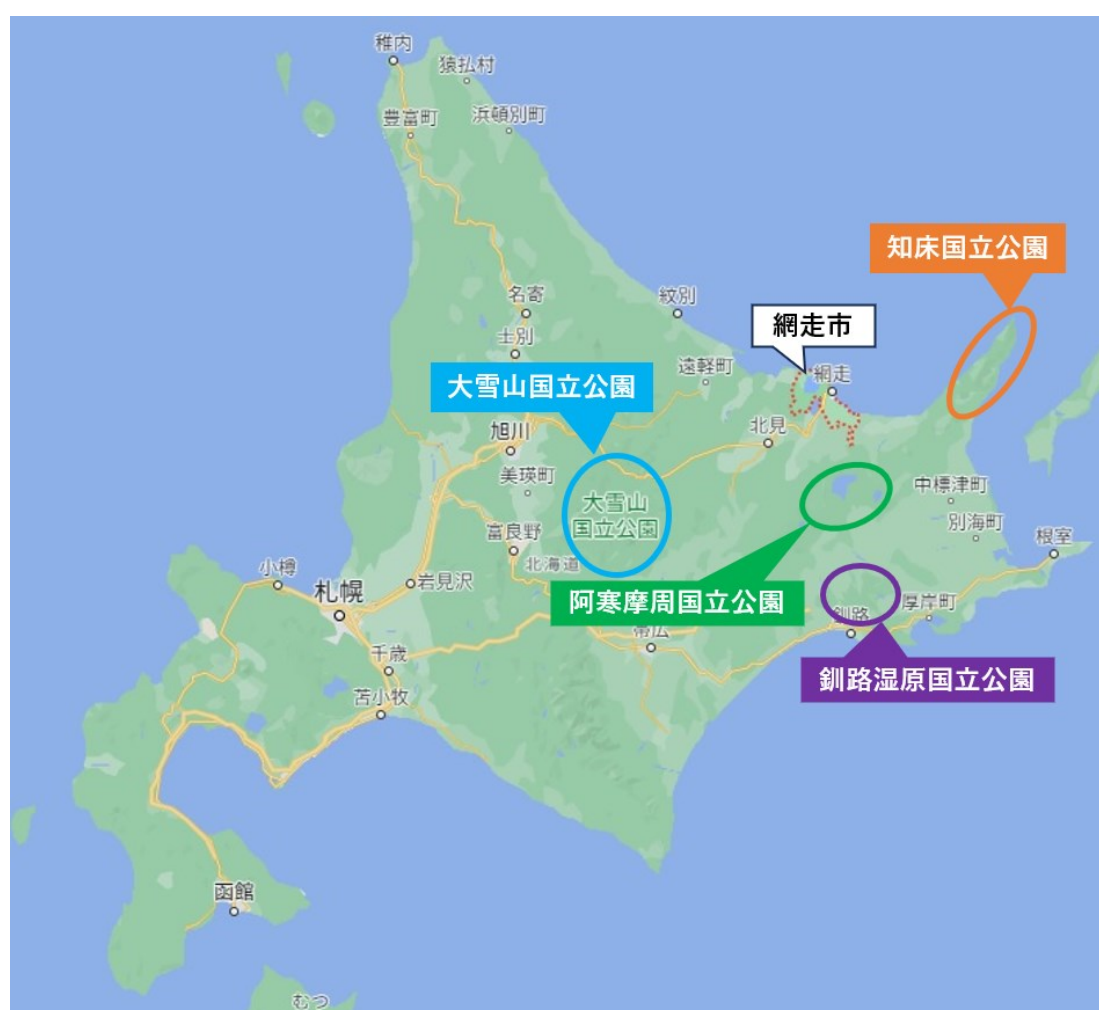 稚内
猿払村
豊富町
浜頓別町
知床国立公園
名寄
紋別
網走市
士別
遠軽町
網走
大雪山国立公園
旭川
北見
美瑛町
中標津町
大雪山
国立公園
別海町
富良野
根室
北海道
小樽
札幌
岩見沢
阿寒摩周国立公園
厚岸町
釧路
帯広
千歳
釧路湿原国立公園
苫小牧
函館
むつ